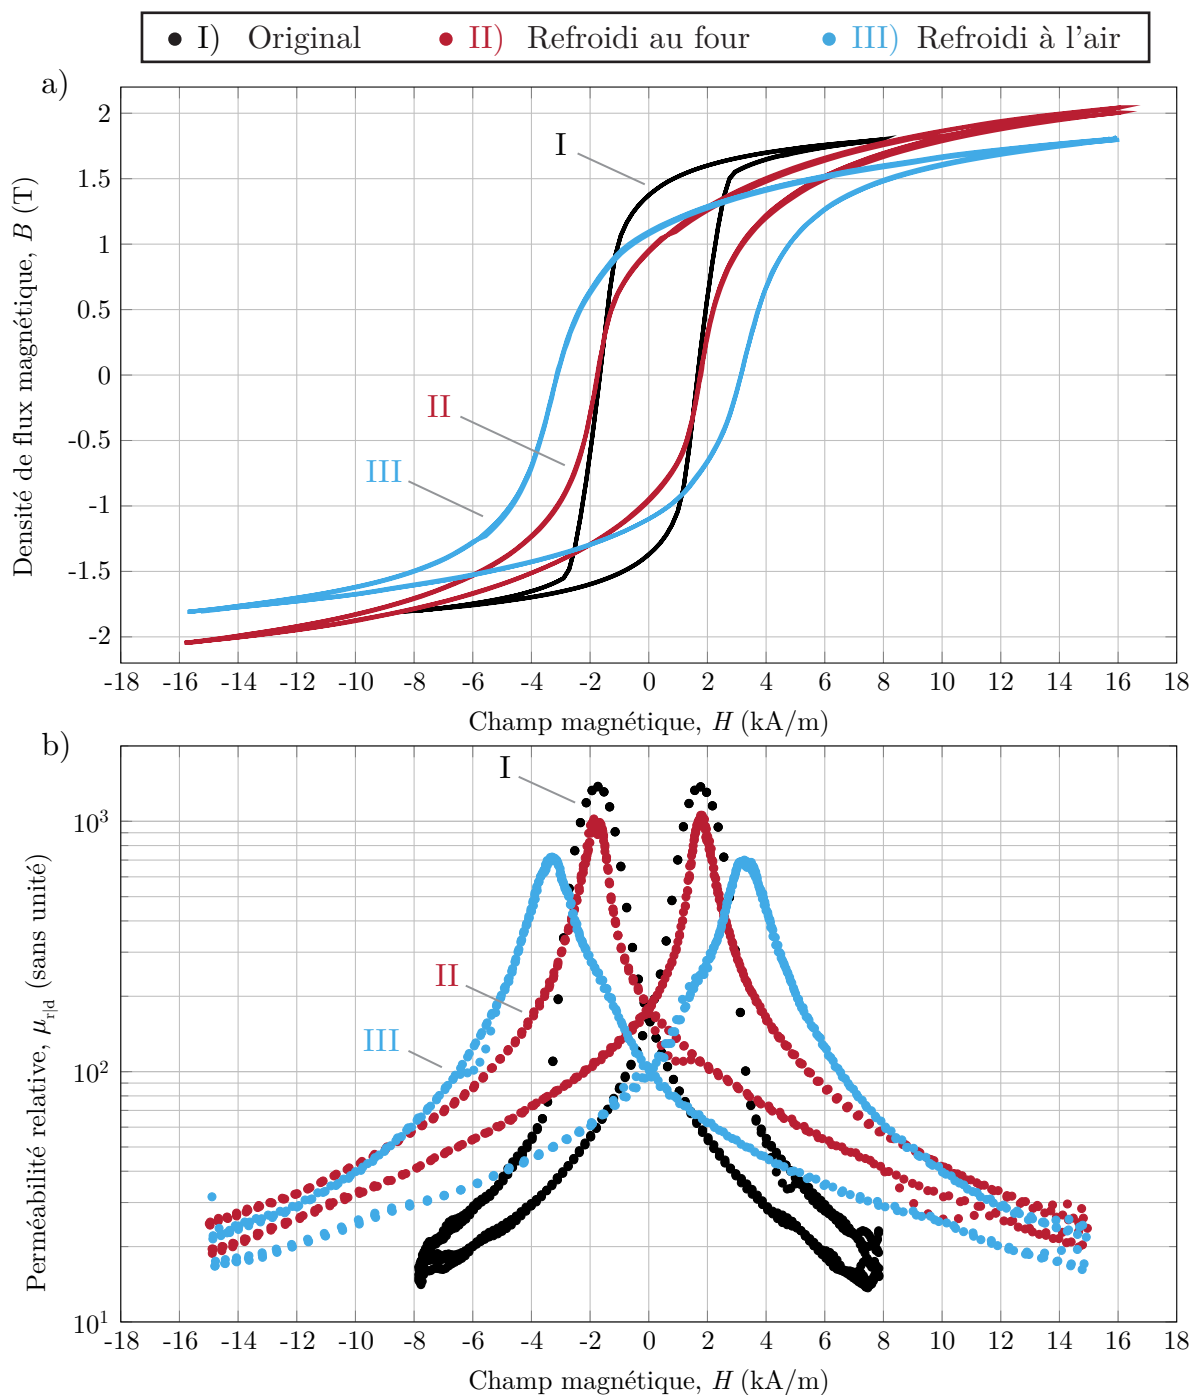 I) Original II) Refroidi au four III) Refroidi à l'air
a)
Densité de flux magnétique, B (T)
2
1.5
1
0.5
0
-0.5
-1
-1.5
-2
I
II
III
-18 -16 -14 -12 -10 -8 -6 -4 -2 0 2 4 6 8 10 12 14 16 18
Champ magnétique, H (kA/m)
b)
Perméabilité relative, μr|d (sans unité)
10³
10²
10¹
I
II
III
-18 -16 -14 -12 -10 -8 -6 -4 -2 0 2 4 6 8 10 12 14 16 18
Champ magnétique, H (kA/m)